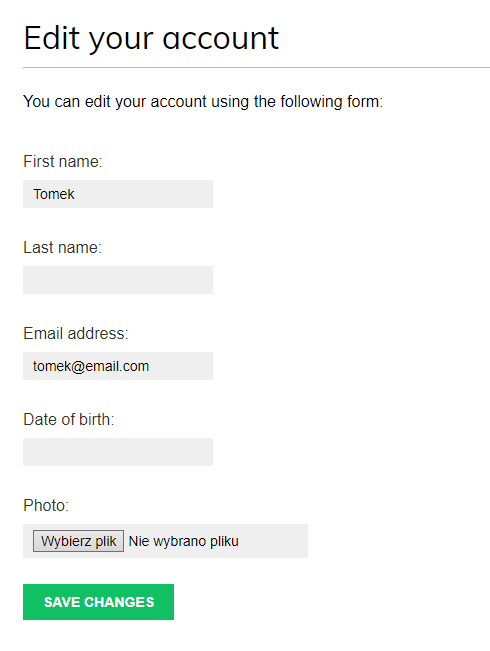 Edit your account
You can edit your account using the following form:
First name:
Tomek
Last name:
Email address:
tomek@email.com
Date of birth:
Photo:
Wybierz plik Nie wybrano pliku
SAVE CHANGES